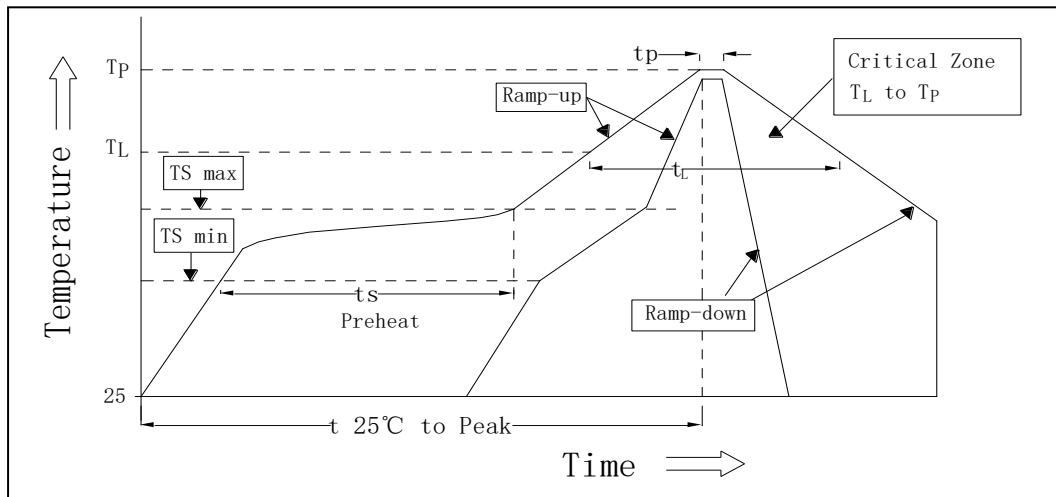 tp
Critical Zone
TL to TP
TP
Ramp-up
TL
TS max
tL
TS min
ts
Preheat
Ramp-down
25
t 25℃ to Peak
Temperature
Time